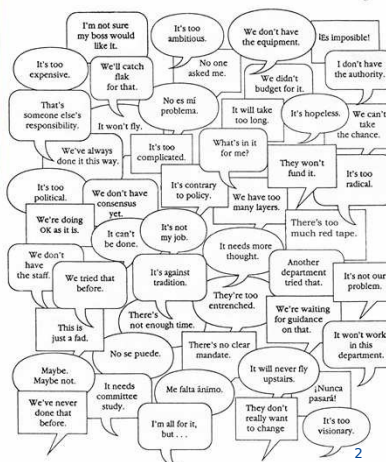 I'm not sure
my boss would
like it.
It's too
ambitious.
We don't have
the equipment.
¡Es imposible!
It's too
expensive.
We'll catch
flak
for that.
No one
asked me.
We didn't
budget for it.
I don't have
the authority.
That's
someone else's
responsibility.
It won't fly.
No es mi
problema.
It will take
too long.
It's hopeless.
We can't
take the
chance.
We've always
done it this way.
It's too
complicated.
What's in it
for me?
They won't
fund it.
It's too
radical.
It's too
political.
We don't have
consensus
yet.
It's contrary
to policy.
We have too
many layers.
We're doing
OK as it is.
It can't
be done.
It's not
my job.
It needs more
thought.
There's too
much red tape.
We don't
have
the staff.
We tried that
before.
It's against
tradition.
Another
department
tried that.
It's not our
problem.
They're too
entrenched.
This is
just a fad.
There's
not enough time.
We're waiting
for guidance
on that.
It won't work
in this
department.
No se puede.
There's no clear
mandate.
Maybe.
Maybe not.
It needs
committee
study.
Me falta ánimo.
It will never fly
upstairs.
¡Nunca
pasará!
We've never
done that
before.
I'm all for it,
but . . .
They don't
really want
to change
It's too
visionary.
2